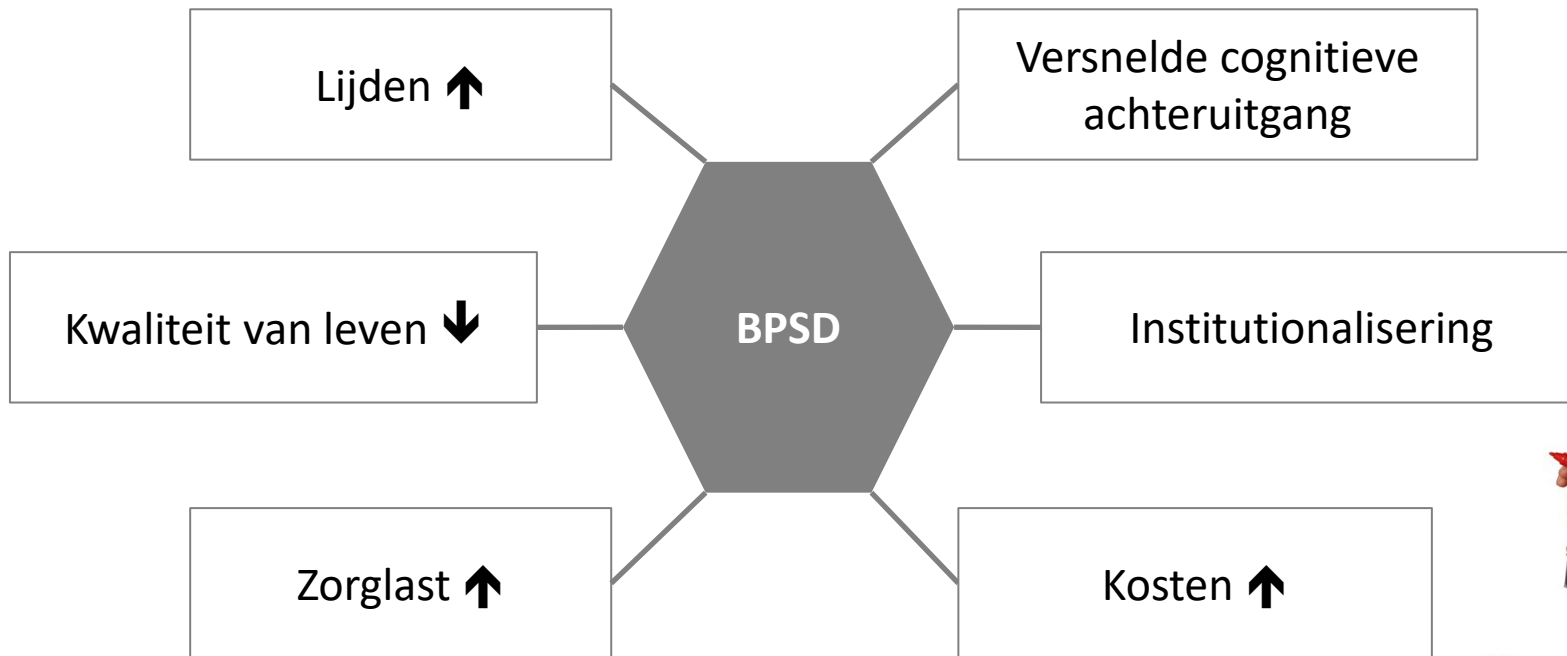 Lijden 🡹
Versnelde cognitieve
achteruitgang
Kwaliteit van leven 🡻
BPSD
Institutionalisering
Zorglast 🡹
Kosten 🡹